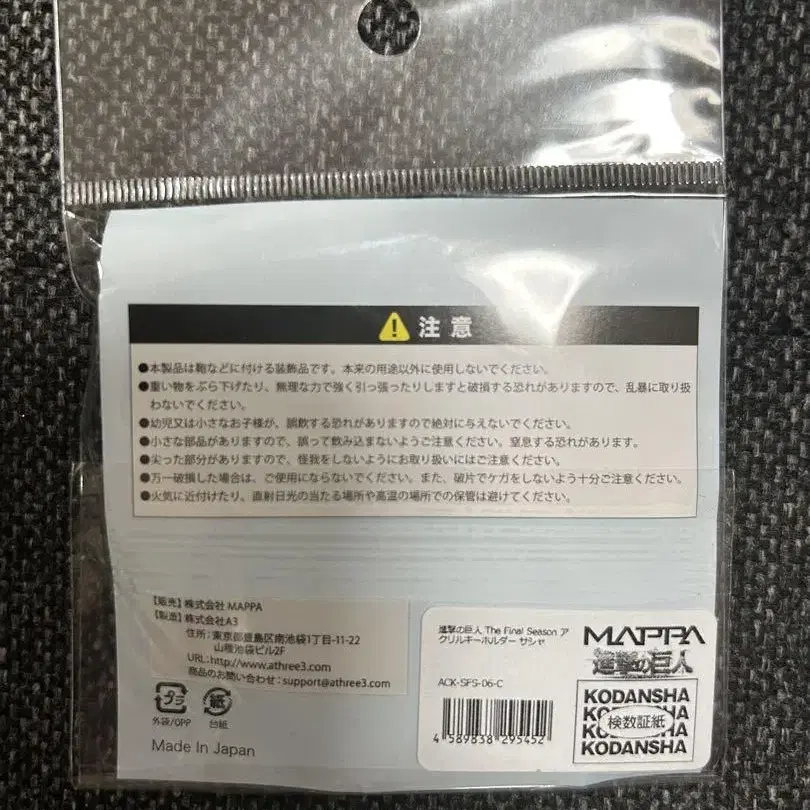 注意
●本製品は鞄などに付ける装飾品です。本来の用途以外に使用しないでください。
●重い物をぶら下げたり、無理な力で強く引っ張ったりしますと破損する恐れがありますので、乱暴に取り扱
わないでください。
●幼児又は小さなお子様が、誤飲する恐れがありますので絶対に与えないでください。
●小さな部品がありますので、誤って飲み込まないようご注意ください。窒息する恐れがあります。
●尖った部分がありますので、怪我をしないようにお取り扱いにはご注意ください。
●万一破損した場合は、ご使用にならないでください。また、破片でケガをしないよう十分ご注意ください。
●火気に近付けたり、直射日光の当たる場所や高温の場所での保管は避けてください。
【販売】株式会社 MAPPA
【製造】株式会社A3
住所:東京都豊島区南池袋1丁目-11-22
山種池袋ビル2F
URL:http://www.athree3.com
商品のお問い合わせ:support@athree3.com
プラ
外袋/OPP
紙
台紙
Made In Japan
進撃の巨人 The Final Season ア
クリルキーホルダー サシャ
ACK-SFS-06-C
4 589838 295452
MAPPA
進撃の巨人
KODANSHA
検数証紙
KODANSHA